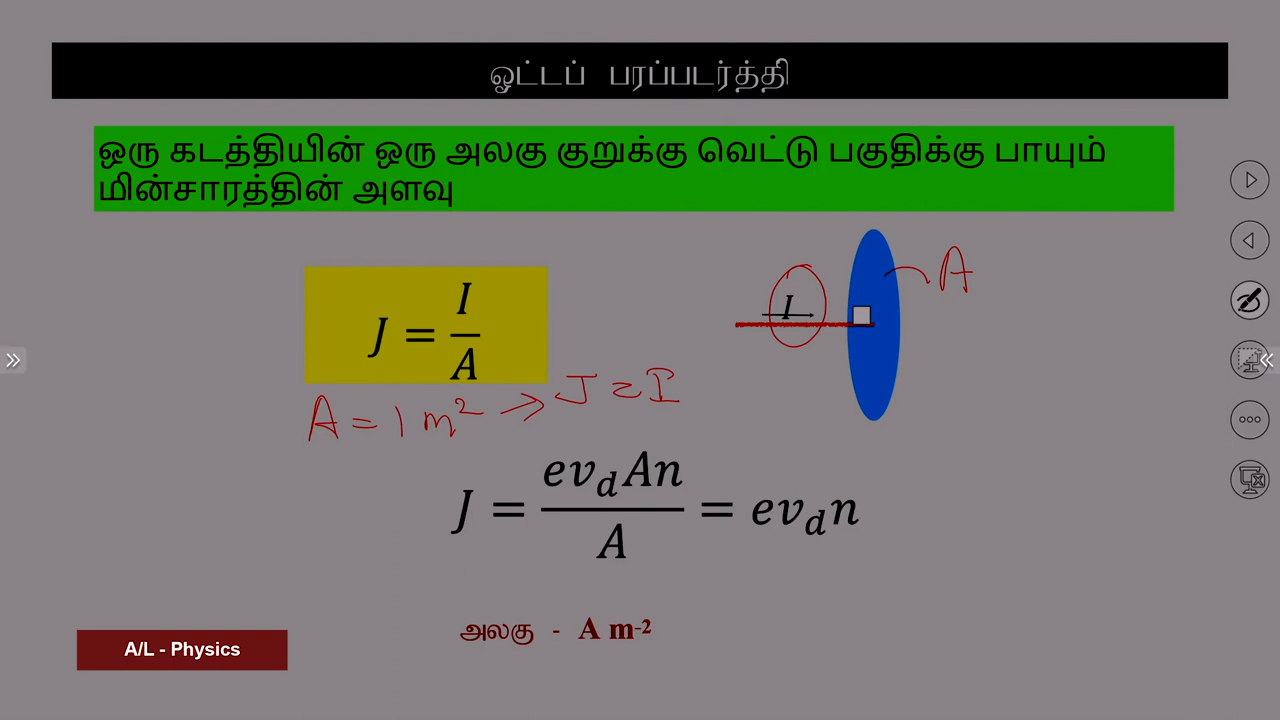 ஓட்டப் பரப்படர்த்தி
ஒரு கடத்தியின் ஒரு அலகு குறுக்கு வெட்டு பகுதிக்கு பாயும்
மின்சாரத்தின் அளவு
J = I/A
I
A
A = 1 m² → J = I
J = ev_dAn/A = ev_dn
அலகு - A m⁻²
A/L - Physics